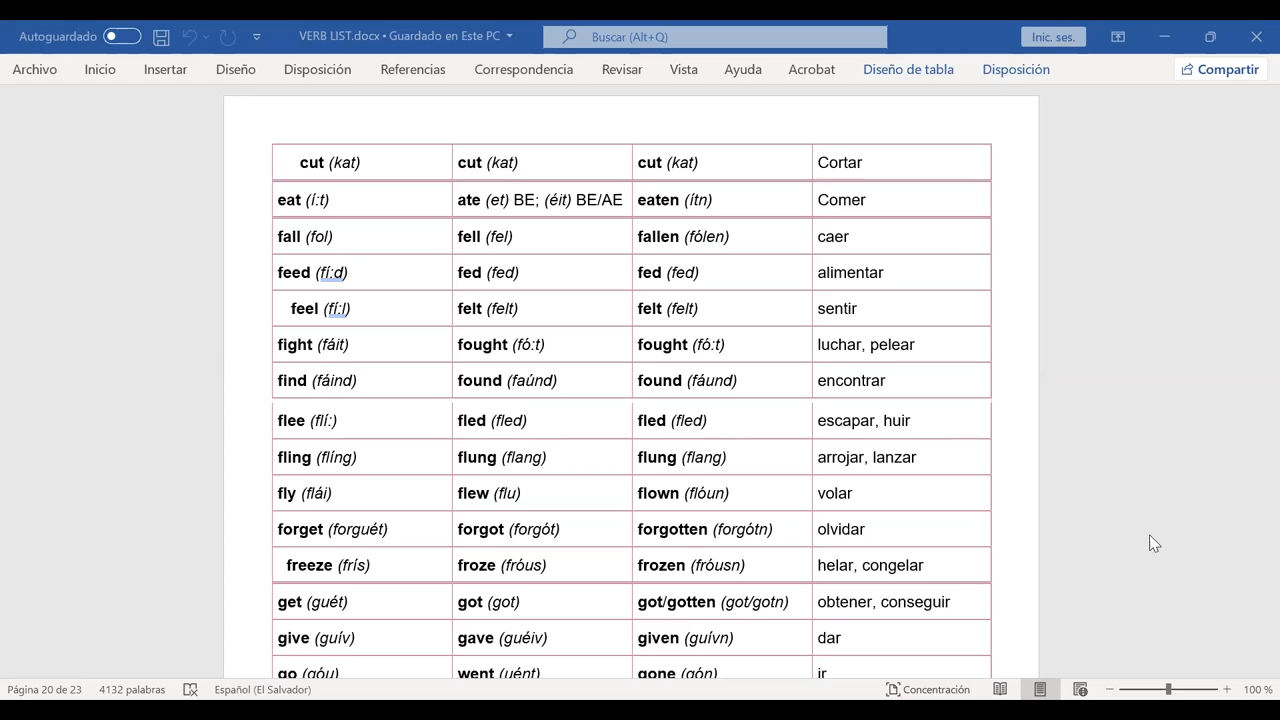 Autoguardado VERB LIST.docx • Guardado en Este PC Buscar (Alt+Q) Inic. ses.
Archivo Inicio Insertar Diseño Disposición Referencias Correspondencia Revisar Vista Ayuda Acrobat Diseño de tabla Disposición Compartir
cut (kat) cut (kat) cut (kat) Cortar
eat (í:t) ate (et) BE; (éit) BE/AE eaten (ítn) Comer
fall (fol) fell (fel) fallen (fólen) caer
feed (fí:d) fed (fed) fed (fed) alimentar
feel (fí:l) felt (felt) felt (felt) sentir
fight (fáit) fought (fó:t) fought (fó:t) luchar, pelear
find (fáind) found (faúnd) found (fáund) encontrar
flee (flí:) fled (fled) fled (fled) escapar, huir
fling (flíng) flung (flang) flung (flang) arrojar, lanzar
fly (flái) flew (flu) flown (flóun) volar
forget (forguét) forgot (forgót) forgotten (forgótn) olvidar
freeze (frís) froze (fróus) frozen (fróusn) helar, congelar
get (guét) got (got) got/gotten (got/gotn) obtener, conseguir
give (guív) gave (guéiv) given (guívn) dar
go (góu) went (uént) gone (gón) ir
Página 20 de 23 4132 palabras Español (El Salvador) Concentración 100 %